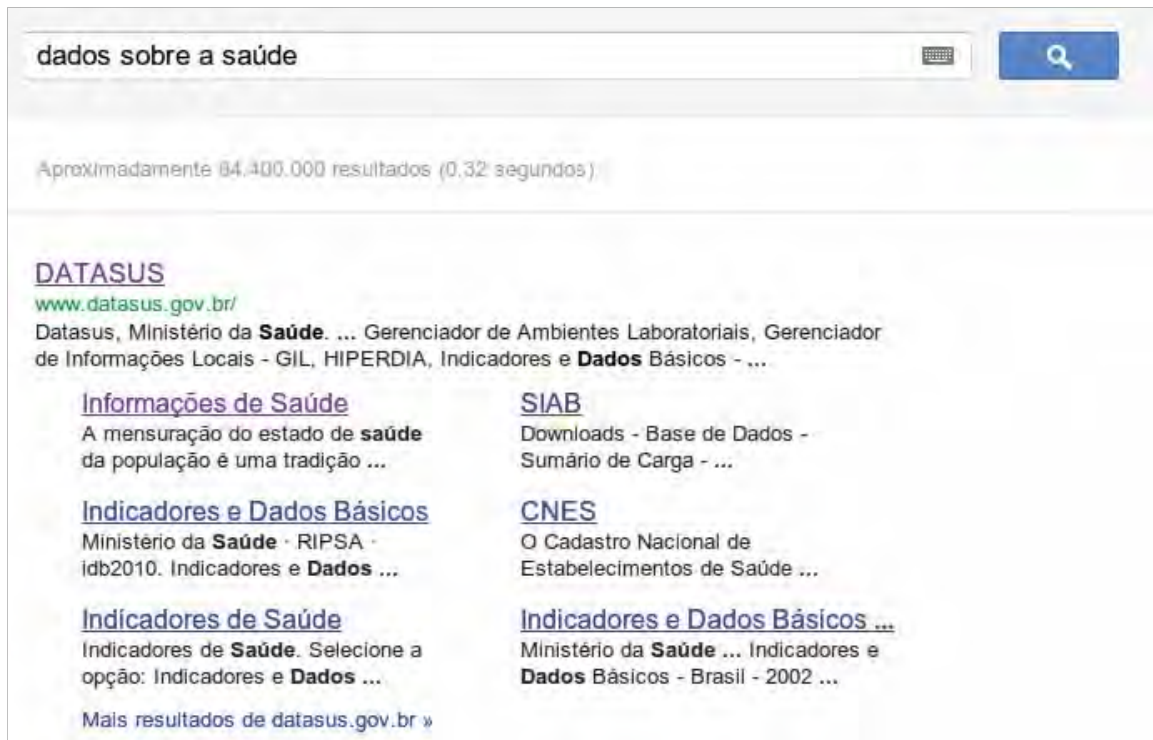 dados sobre a saúde
Aproximadamente 84.400.000 resultados (0,32 segundos)
DATASUS
www.datasus.gov.br/
Datasus, Ministério da Saúde. ... Gerenciador de Ambientes Laboratoriais, Gerenciador
de Informações Locais - GIL, HIPERDIA, Indicadores e Dados Básicos - ...
Informações de Saúde
A mensuração do estado de saúde
da população é uma tradição ...
SIAB
Downloads - Base de Dados -
Sumário de Carga - ...
Indicadores e Dados Básicos
Ministério da Saúde · RIPSA ·
idb2010. Indicadores e Dados ...
CNES
O Cadastro Nacional de
Estabelecimentos de Saúde ...
Indicadores de Saúde
Indicadores de Saúde. Selecione a
opção: Indicadores e Dados ...
Indicadores e Dados Básicos ...
Ministério da Saúde ... Indicadores e
Dados Básicos - Brasil - 2002 ...
Mais resultados de datasus.gov.br »